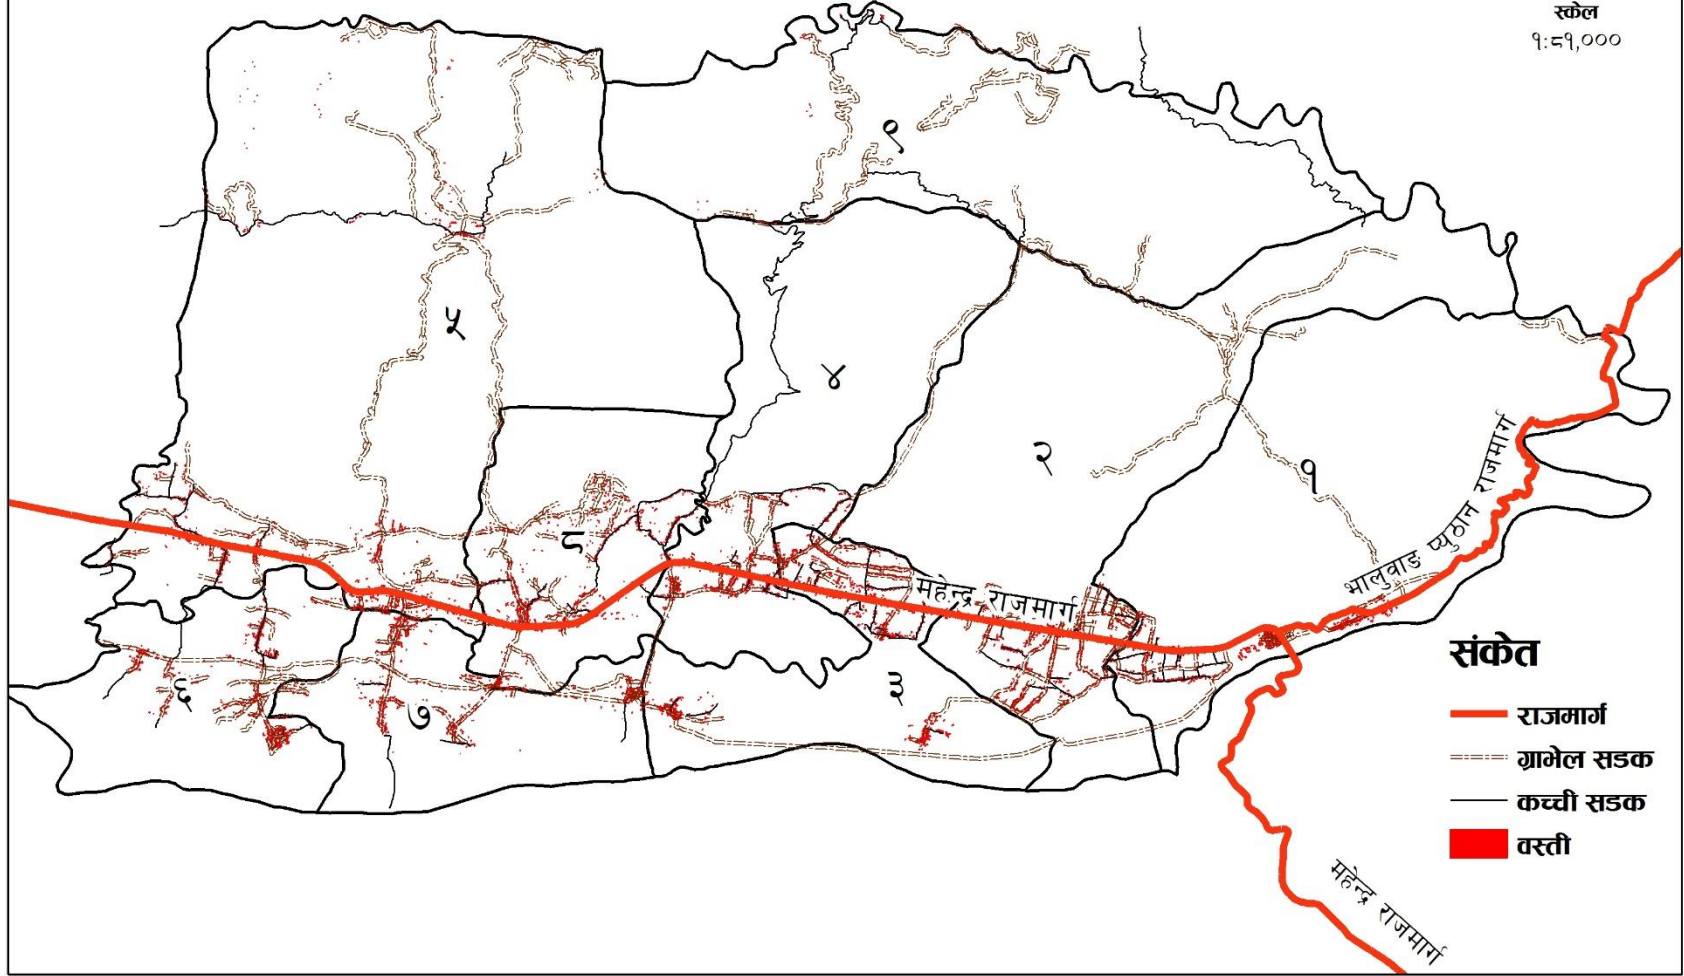 स्केल
१:८१,०००
९
५
४
२
१
८
महेन्द्र राजमार्ग
भालुवाङ प्युठान राजमार्ग
३
६
७
संकेत
राजमार्ग
ग्राभेल सडक
कच्ची सडक
वस्ती
महेन्द्र राजमार्ग